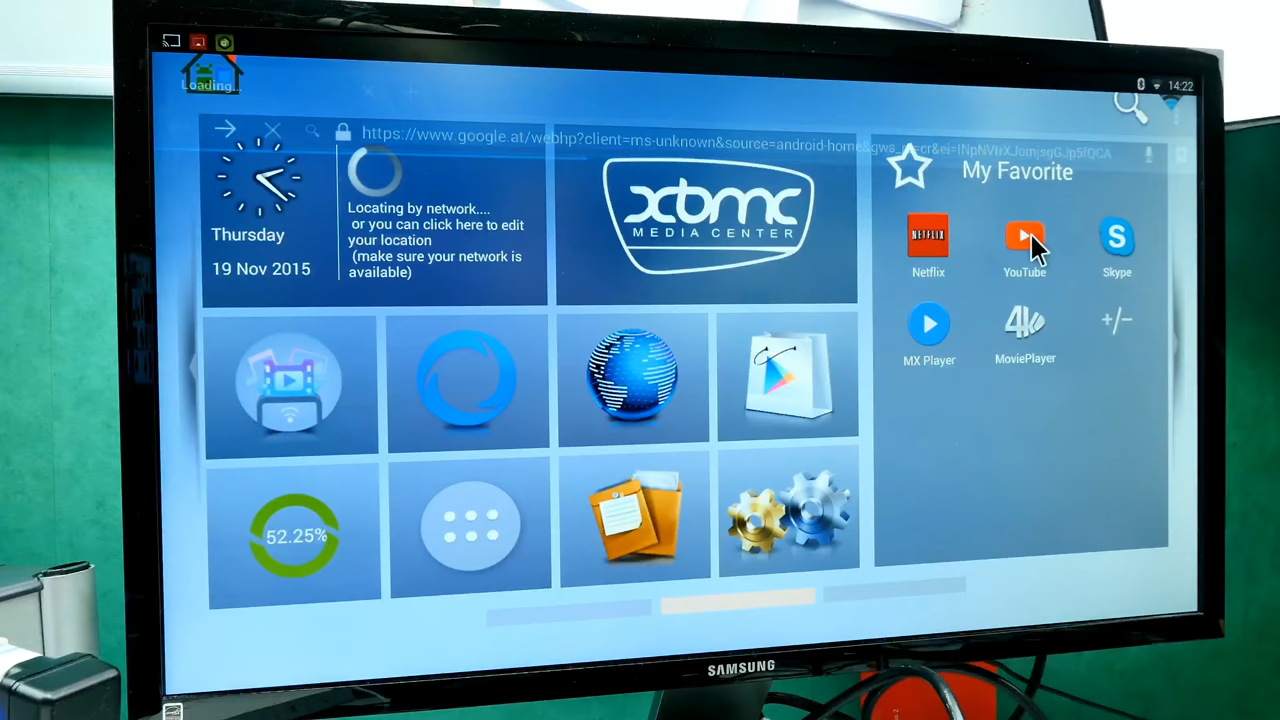 14:22
Loading...
https://www.google.at/webhp?client=ms-unknown&source=android-home&gws_
Thursday
19 Nov 2015
Locating by network....
or you can click here to edit
your location
(make sure your network is
available)
xbmc
MEDIA CENTER
My Favorite
NETFLIX
Netflix
YouTube
S
Skype
MX Player
4K
MoviePlayer
+/−
52.25%
SAMSUNG